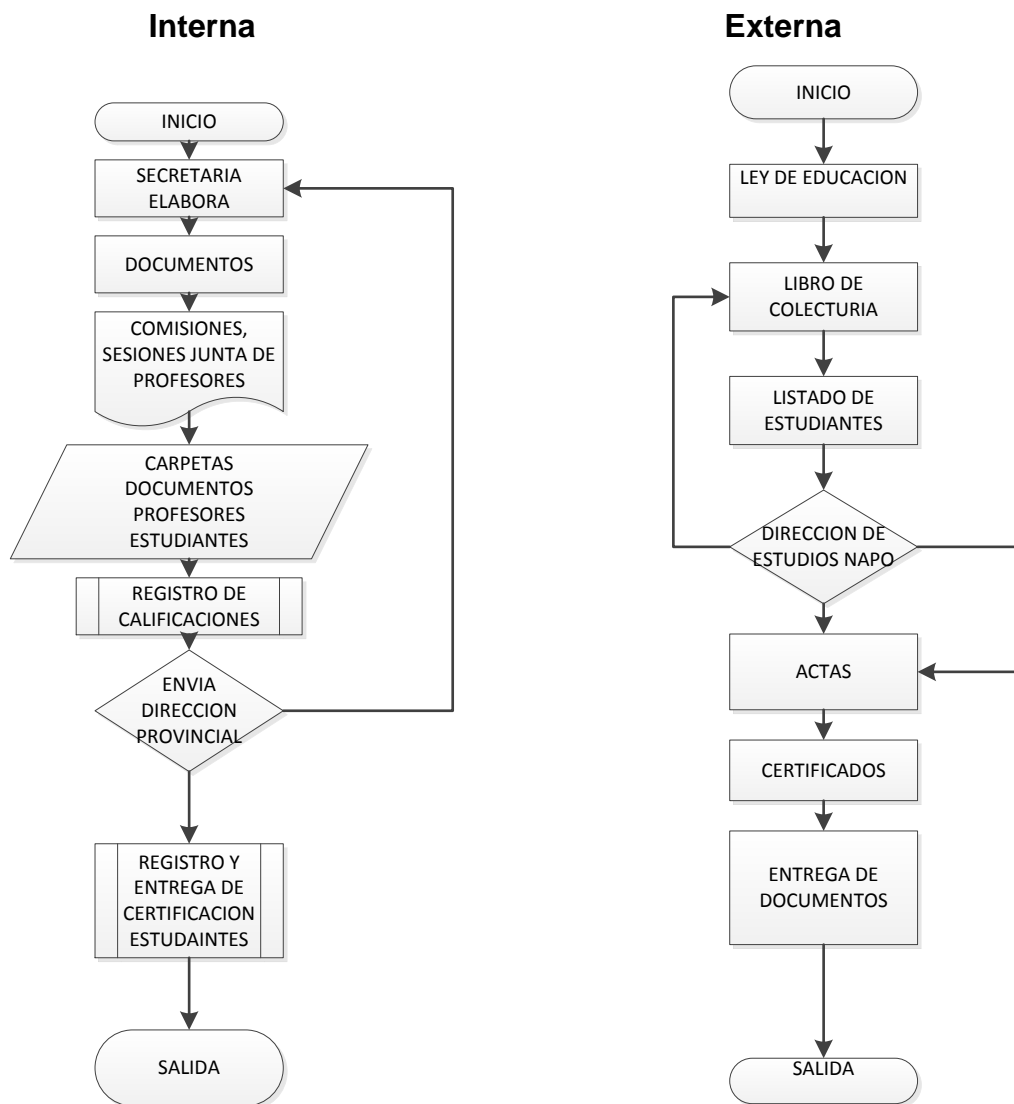 Interna
INICIO
SECRETARIA
ELABORA
DOCUMENTOS
COMISIONES,
SESIONES JUNTA DE
PROFESORES
CARPETAS
DOCUMENTOS
PROFESORES
ESTUDIANTES
REGISTRO DE
CALIFICACIONES
ENVIA
DIRECCION
PROVINCIAL
REGISTRO Y
ENTREGA DE
CERTIFICACION
ESTUDAINTES
SALIDA
Externa
INICIO
LEY DE EDUCACION
LIBRO DE
COLECTURIA
LISTADO DE
ESTUDIANTES
DIRECCION DE
ESTUDIOS NAPO
ACTAS
CERTIFICADOS
ENTREGA DE
DOCUMENTOS
SALIDA